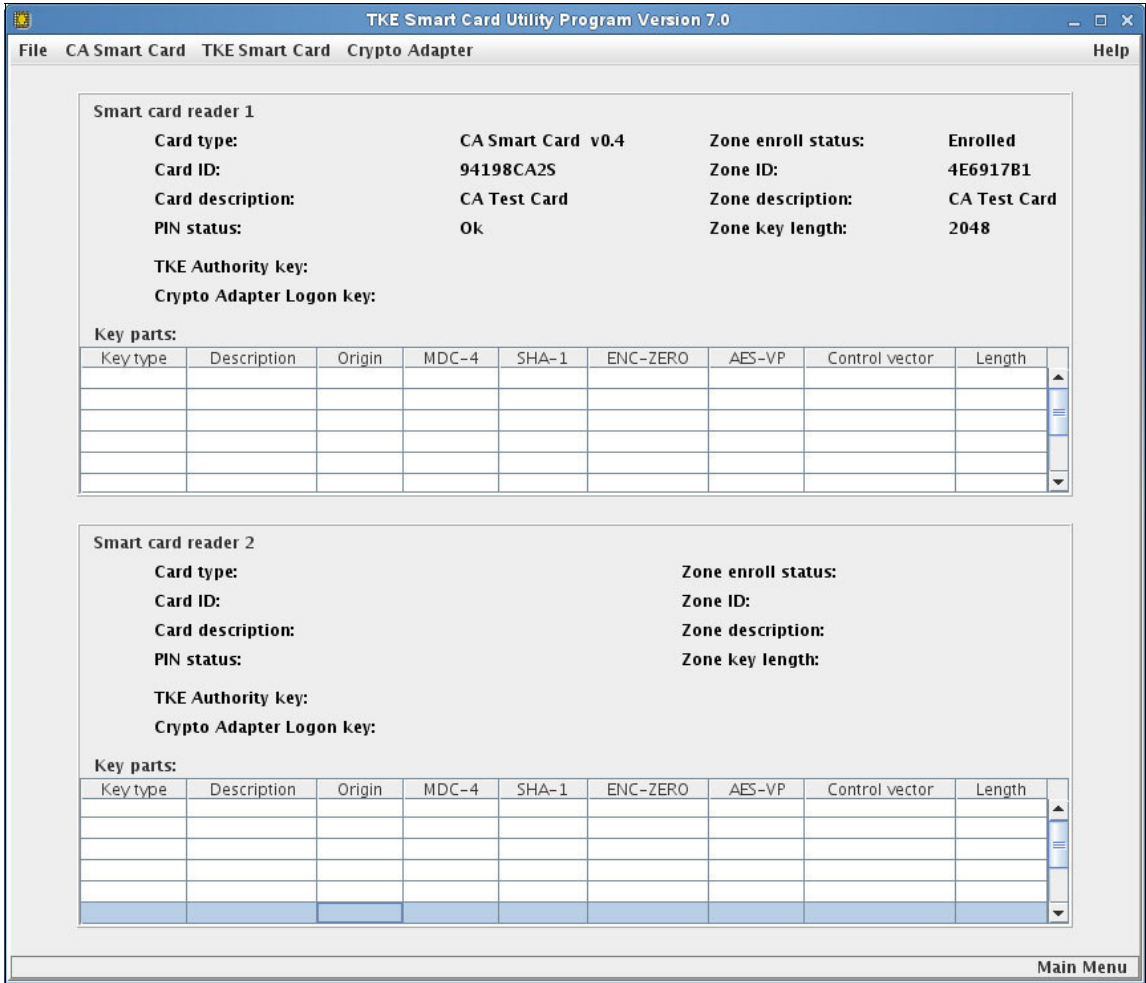 TKE Smart Card Utility Program Version 7.0
File CA Smart Card TKE Smart Card Crypto Adapter Help
Smart card reader 1
Card type: CA Smart Card v0.4 Zone enroll status: Enrolled
Card ID: 94198CA2S Zone ID: 4E6917B1
Card description: CA Test Card Zone description: CA Test Card
PIN status: Ok Zone key length: 2048
TKE Authority key:
Crypto Adapter Logon key:
Key parts:
Key type Description Origin MDC-4 SHA-1 ENC-ZERO AES-VP Control vector Length
Smart card reader 2
Card type: Zone enroll status:
Card ID: Zone ID:
Card description: Zone description:
PIN status: Zone key length:
TKE Authority key:
Crypto Adapter Logon key:
Key parts:
Key type Description Origin MDC-4 SHA-1 ENC-ZERO AES-VP Control vector Length
Main Menu